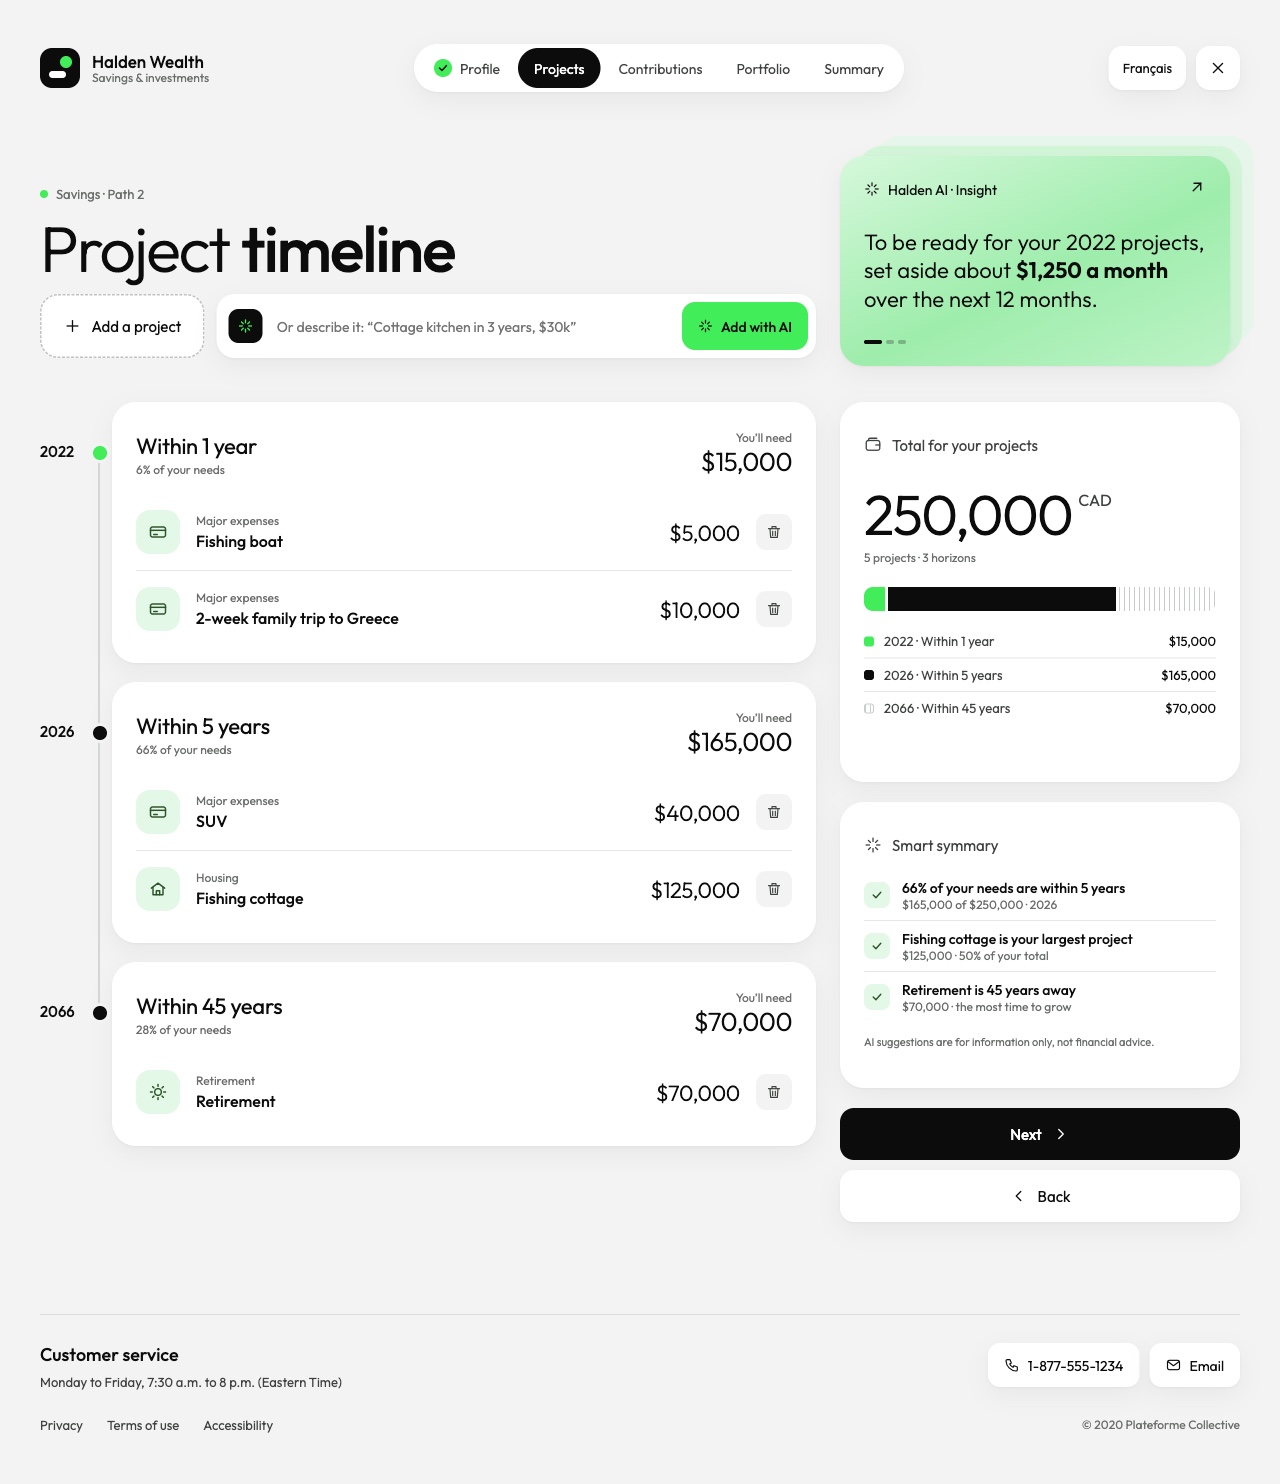 Halden Wealth
Savings & investments
Profile
Projects
Contributions
Portfolio
Summary
Français
Savings · Path 2
Project timeline
Add a project
Or describe it: “Cottage kitchen in 3 years, $30k”
Add with AI
Halden AI · Insight
To be ready for your 2022 projects,
set aside about $1,250 a month
over the next 12 months.
2022
Within 1 year
6% of your needs
You’ll need
$15,000
Major expenses
Fishing boat
$5,000
Major expenses
2-week family trip to Greece
$10,000
2026
Within 5 years
66% of your needs
You’ll need
$165,000
Major expenses
SUV
$40,000
Housing
Fishing cottage
$125,000
2066
Within 45 years
28% of your needs
You’ll need
$70,000
Retirement
Retirement
$70,000
Total for your projects
250,000 CAD
5 projects · 3 horizons
2022 · Within 1 year $15,000
2026 · Within 5 years $165,000
2066 · Within 45 years $70,000
Smart symmary
66% of your needs are within 5 years
$165,000 of $250,000 · 2026
Fishing cottage is your largest project
$125,000 · 50% of your total
Retirement is 45 years away
$70,000 · the most time to grow
AI suggestions are for information only, not financial advice.
Next
Back
Customer service
Monday to Friday, 7:30 a.m. to 8 p.m. (Eastern Time)
1-877-555-1234
Email
Privacy
Terms of use
Accessibility
© 2020 Plateforme Collective